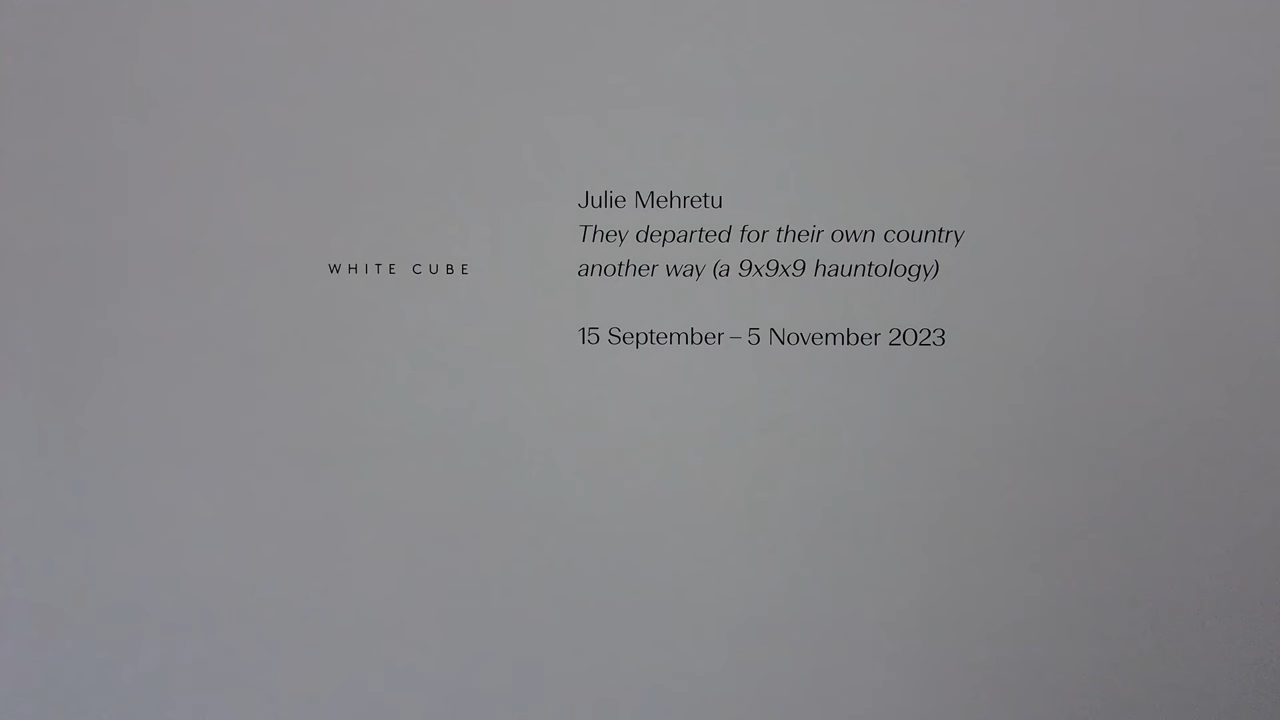 WHITE CUBE
Julie Mehretu
They departed for their own country
another way (a 9x9x9 hauntology)
15 September – 5 November 2023